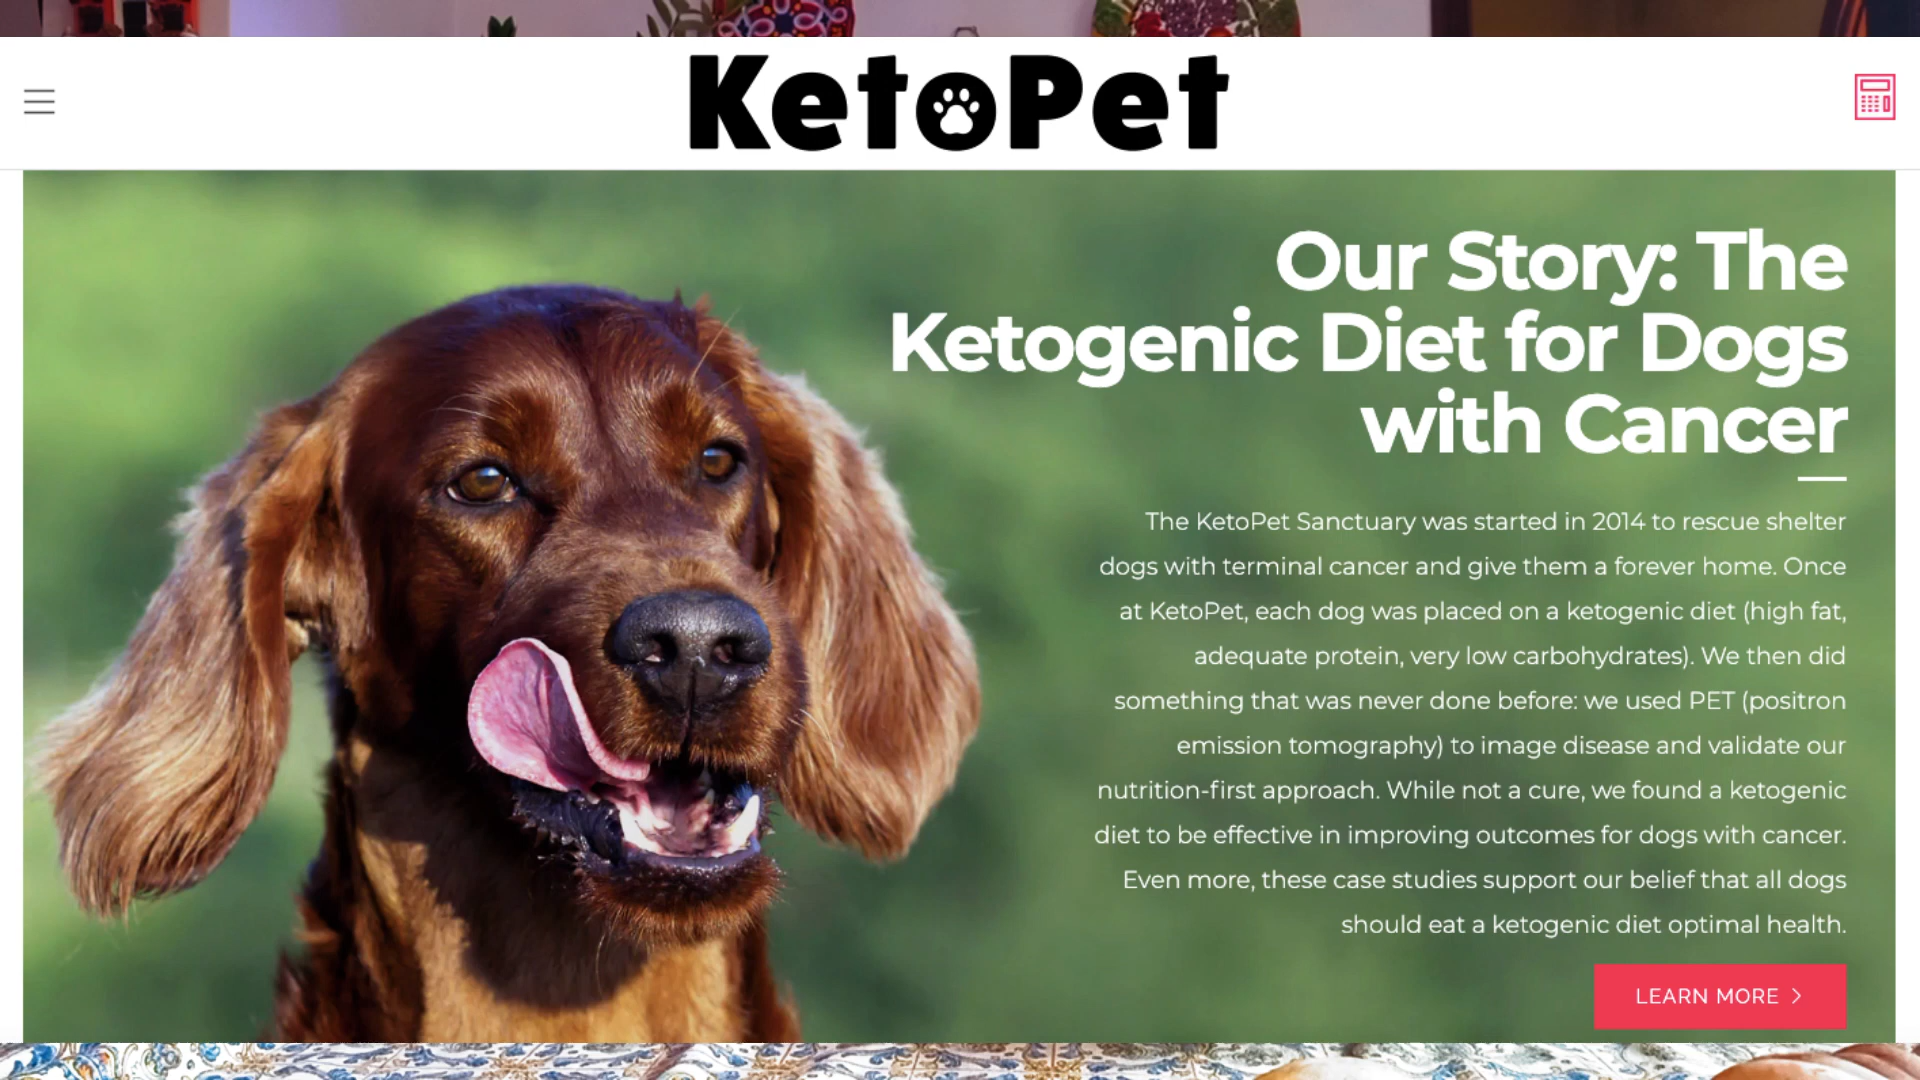 KetoPet
Our Story: The
Ketogenic Diet for Dogs
with Cancer
The KetoPet Sanctuary was started in 2014 to rescue shelter
dogs with terminal cancer and give them a forever home. Once
at KetoPet, each dog was placed on a ketogenic diet (high fat,
adequate protein, very low carbohydrates). We then did
something that was never done before: we used PET (positron
emission tomography) to image disease and validate our
nutrition-first approach. While not a cure, we found a ketogenic
diet to be effective in improving outcomes for dogs with cancer.
Even more, these case studies support our belief that all dogs
should eat a ketogenic diet optimal health.
LEARN MORE